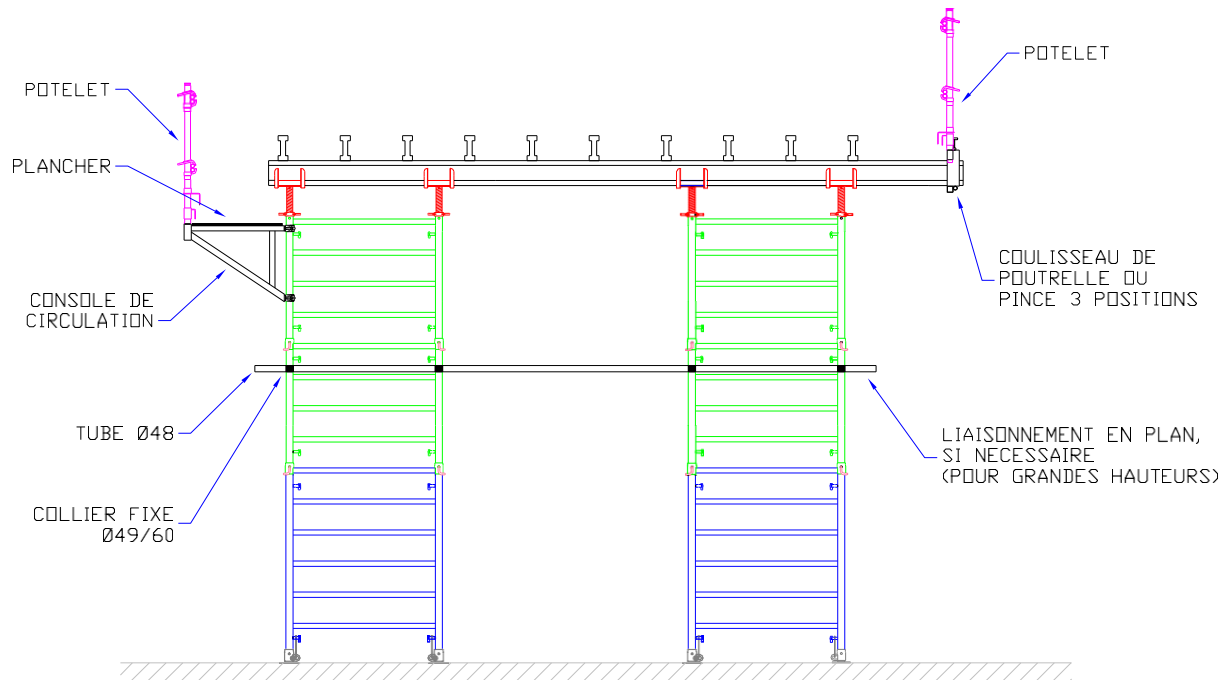 POTELET
POTELET
PLANCHER
CONSOLE DE
CIRCULATION
COULISSEAU DE
POUTRELLE OU
PINCE 3 POSITIONS
TUBE Ø48
LIAISONNEMENT EN PLAN,
SI NECESSAIRE
(POUR GRANDES HAUTEURS)
COLLIER FIXE
Ø49/60